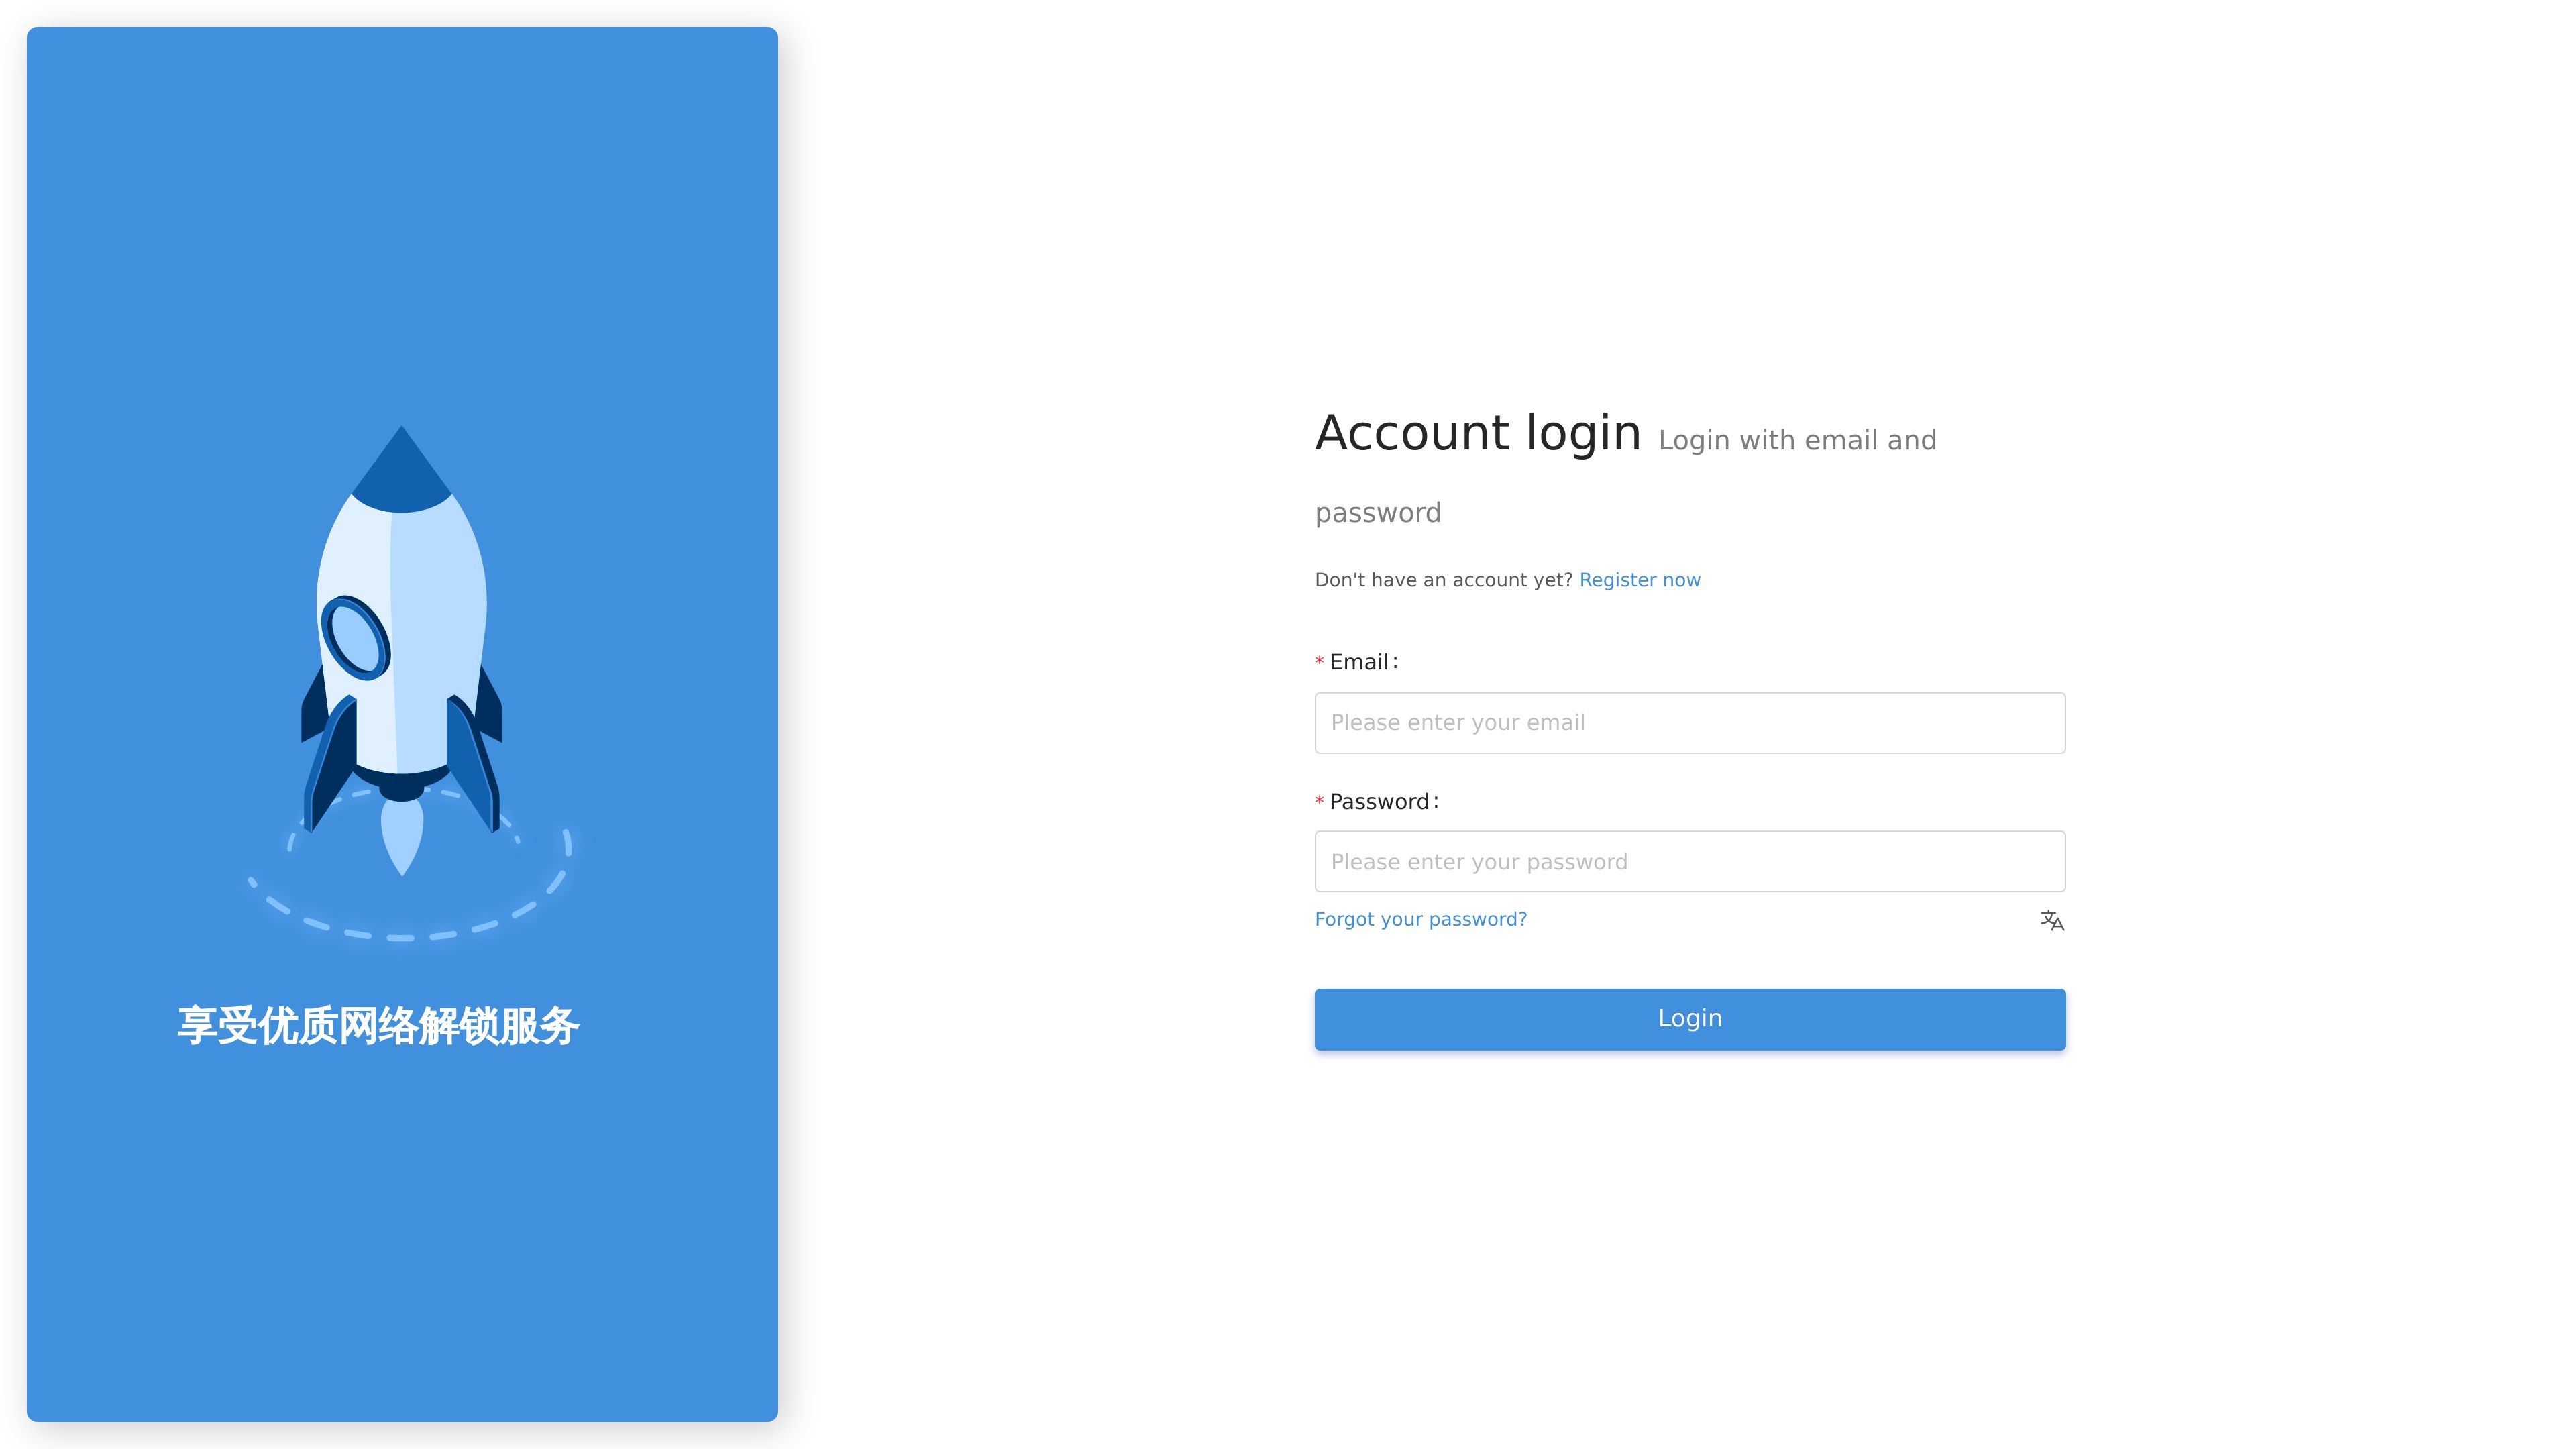 享受优质网络解锁服务
Account login Login with email and
password
Don't have an account yet? Register now
* Email:
Please enter your email
* Password:
Please enter your password
Forgot your password?
Login